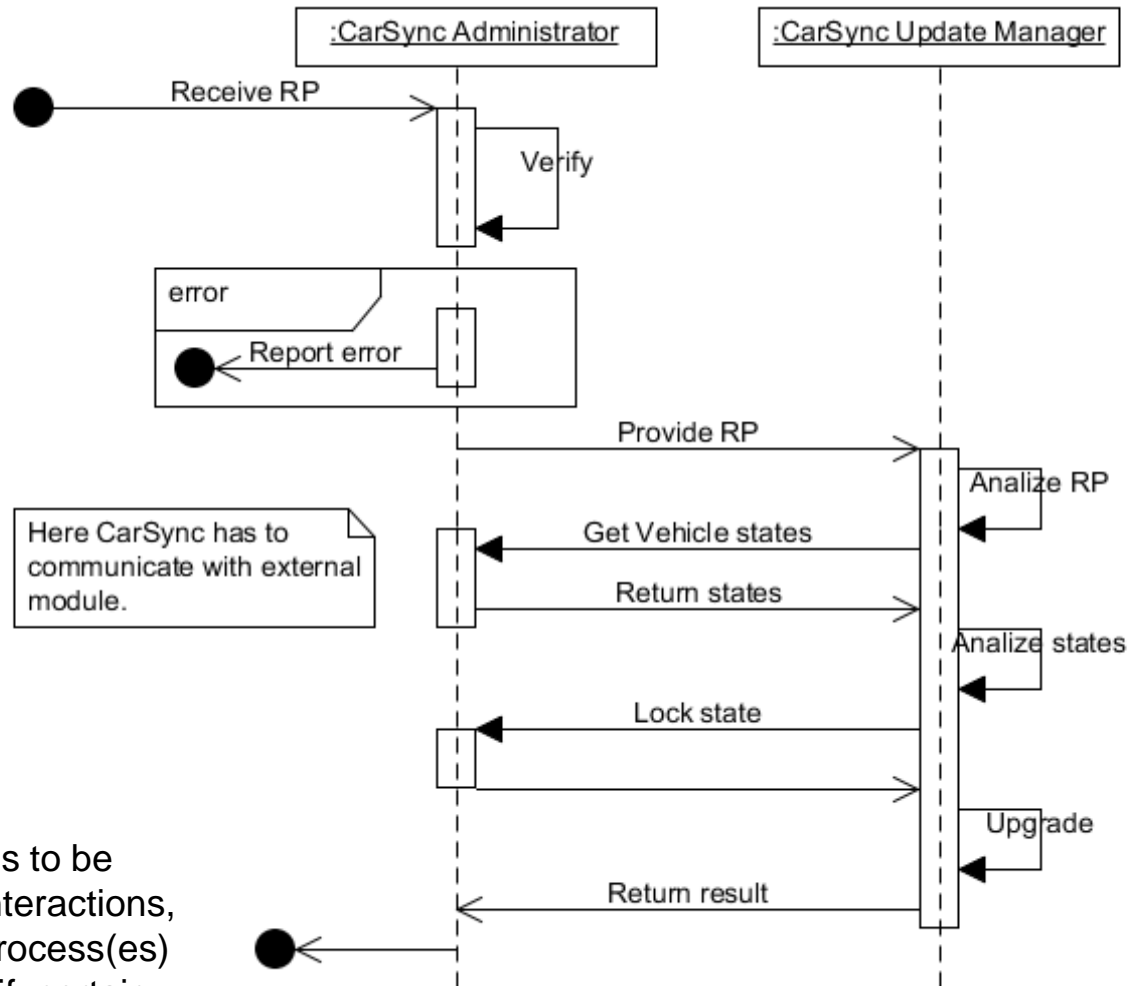 :CarSync Administrator
:CarSync Update Manager
Receive RP
Verify
error
Report error
Provide RP
Analize RP
Here CarSync has to
communicate with external
module.
Get Vehicle states
Return states
Analize states
Lock state
Upgrade
s to be
nteractions,
Return result
rocess(es)